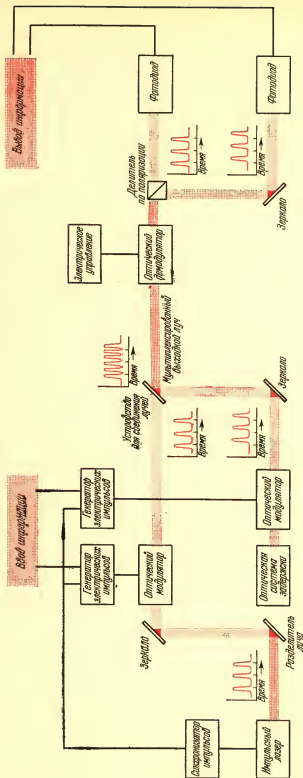 Ввод информации
Синхронизатор
импульсов
Импульсный
лазер
Время
Разделитель
луча
Зеркало
Генератор
электрических
импульсов
Генератор
электрических
импульсов
Оптический
модулятор
Оптическая
система
задержки
Оптический
модулятор
Время
Время
Зеркало
Устройство
для соединения
лучей
Время
Мультиплексированный
выходной луч
Электрическое
управление
Оптический
демодулятор
Делитель
по поляризации
Время
Время
Зеркало
Фотодиод
Фотодиод
Вывод информации